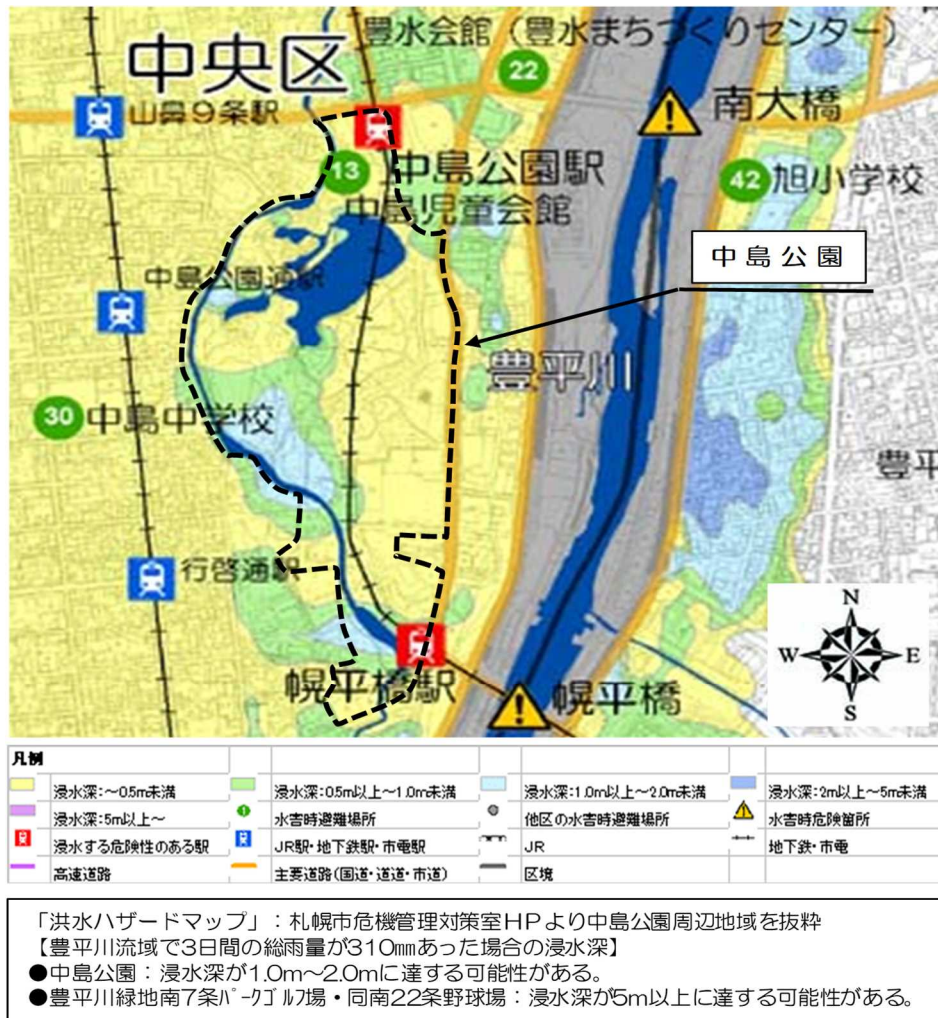 豊水会館(豊水まちづくりセンター)
中央区
22
山鼻9条駅
南大橋
13
中島公園駅
42
旭小学校
中島児童会館
中島公園
中島公園通駅
豊平川
30
中島中学校
豊平
行啓通駅
N
W
E
S
幌平橋駅
幌平橋
凡例
浸水深:~0.5m未満
浸水深:0.5m以上~1.0m未満
浸水深:1.0m以上~2.0m未満
浸水深:2m以上~5m未満
浸水深:5m以上~
1
水害時避難場所
他区の水害時避難場所
水害時危険箇所
浸水する危険性のある駅
JR駅・地下鉄駅・市電駅
JR
地下鉄・市電
高速道路
主要道路(国道・道道・市道)
区境
「洪水ハザードマップ」:札幌市危機管理対策室HPより中島公園周辺地域を抜粋
【豊平川流域で3日間の総雨量が310㎜あった場合の浸水深】
●中島公園:浸水深が1.0m~2.0mに達する可能性がある。
●豊平川緑地南7条パークゴルフ場・同南22条野球場:浸水深が5m以上に達する可能性がある。